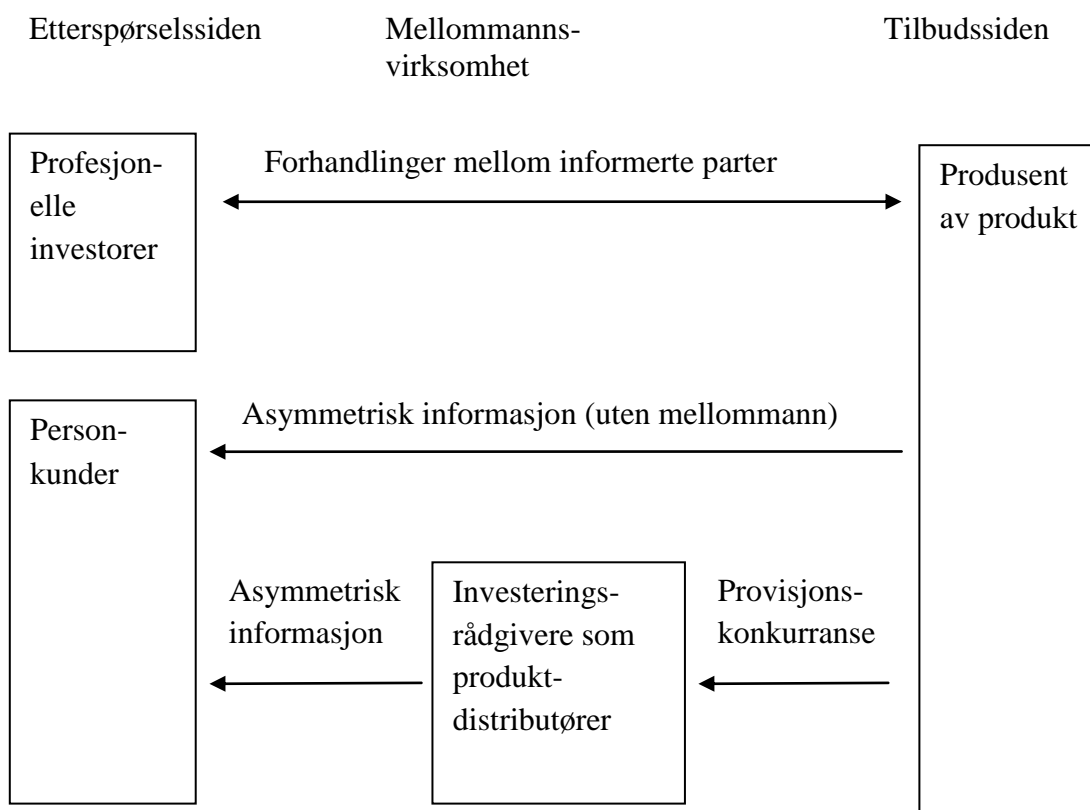 Etterspørselssiden
Mellommanns-
virksomhet
Tilbudssiden
Profesjon-
elle
investorer
Forhandlinger mellom informerte parter
Produsent
av produkt
Person-
kunder
Asymmetrisk informasjon (uten mellommann)
Asymmetrisk
informasjon
Investerings-
rådgivere som
produkt-
distributører
Provisjons-
konkurranse